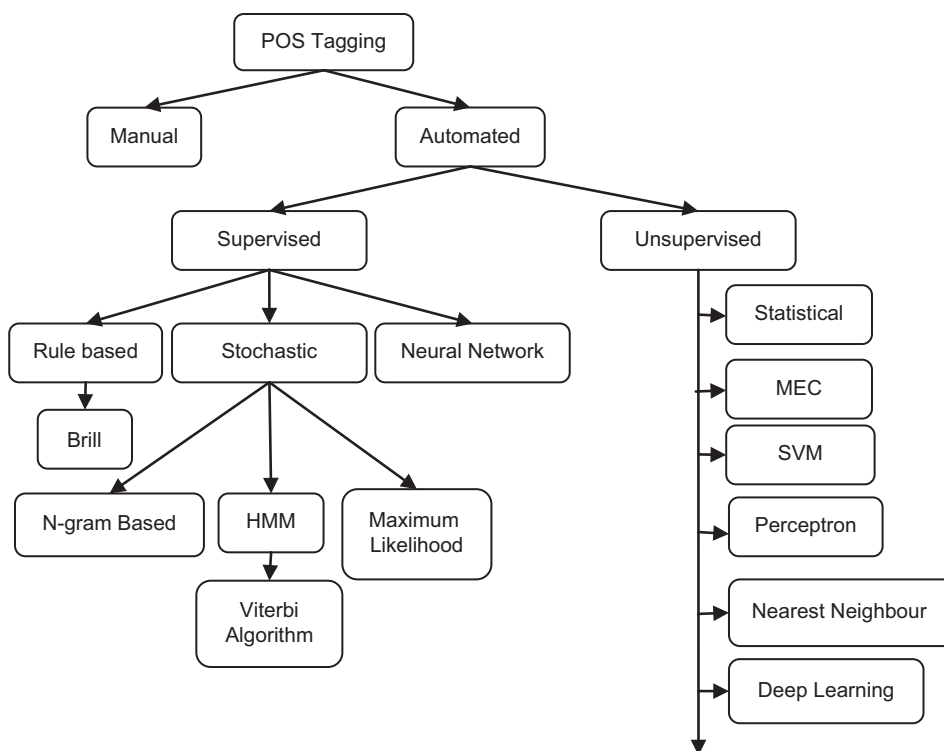 POS Tagging
Manual
Automated
Supervised
Unsupervised
Rule based
Stochastic
Neural Network
Brill
N-gram Based
HMM
Maximum
Likelihood
Viterbi
Algorithm
Statistical
MEC
SVM
Perceptron
Nearest Neighbour
Deep Learning